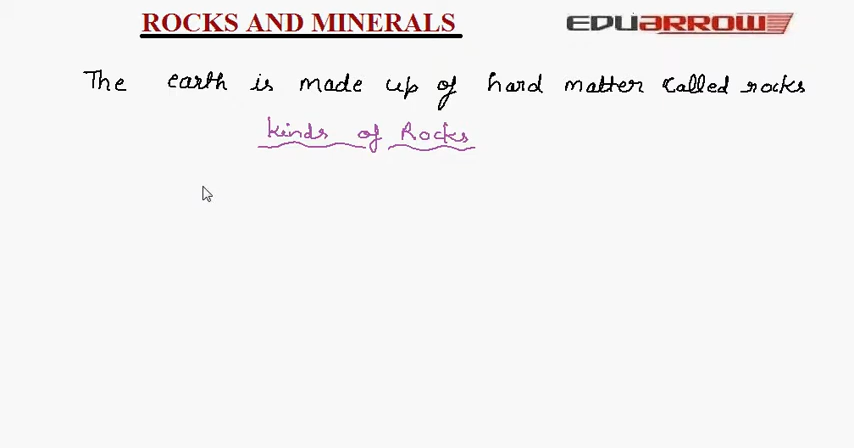 ROCKS AND MINERALS
EDUARROW
The earth is made up of hard matter called rocks
Kinds of Rocks